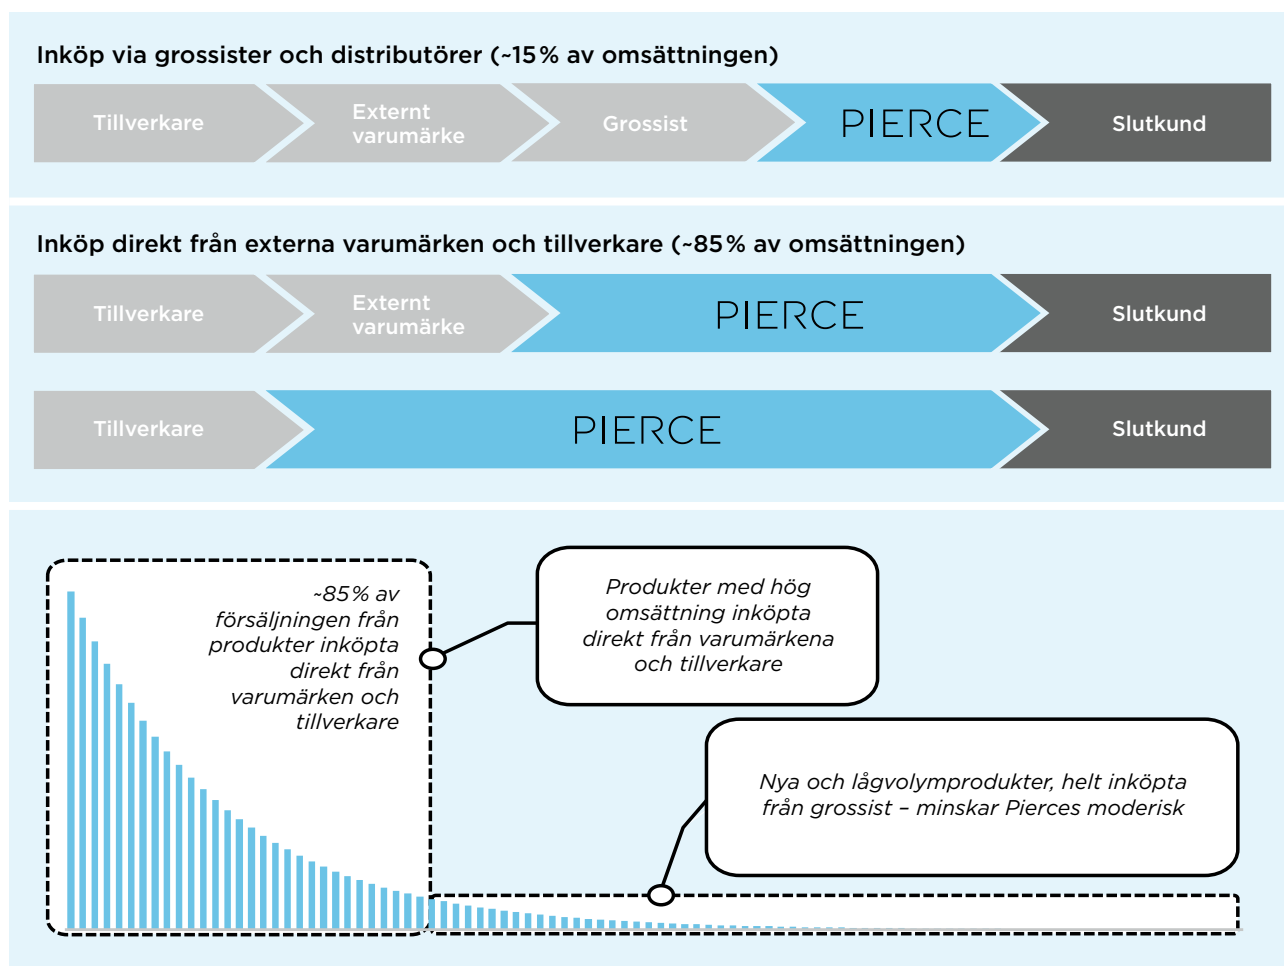 Inköp via grossister och distributörer (~15% av omsättningen)
Tillverkare
Externt
varumärke
Grossist
PIERCE
Slutkund
Inköp direkt från externa varumärken och tillverkare (~85% av omsättningen)
Tillverkare
Externt
varumärke
PIERCE
Slutkund
Tillverkare
PIERCE
Slutkund
~85% av
försäljningen från
produkter inköpta
direkt från
varumärken och
tillverkare
Produkter med hög
omsättning inköpta
direkt från varumärkena
och tillverkare
Nya och lågvolymprodukter, helt inköpta
från grossist – minskar Pierces moderisk